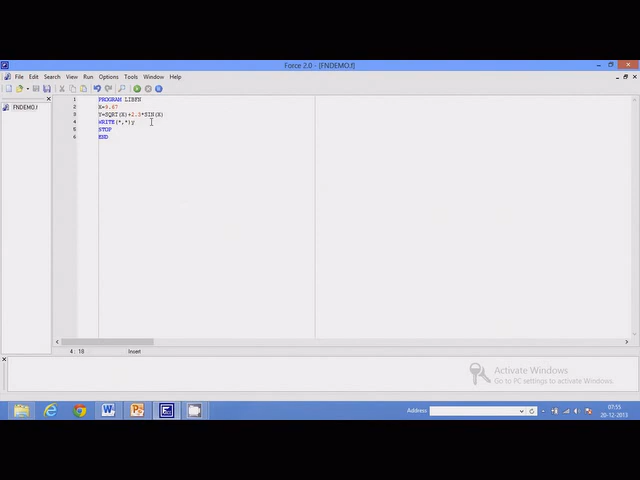 Force 2.0 - [FNDEMO.f]
File Edit Search View Run Options Tools Window Help
FNDEMO.f
1 PROGRAM LIBFN
2 X=9.67
3 Y=SQRT(X)+2.3*SIN(X)
4 WRITE(*,*)y
5 STOP
6 END
4 : 18 Insert
Activate Windows
Go to PC settings to activate Windows.
Address
07:55
20-12-2013